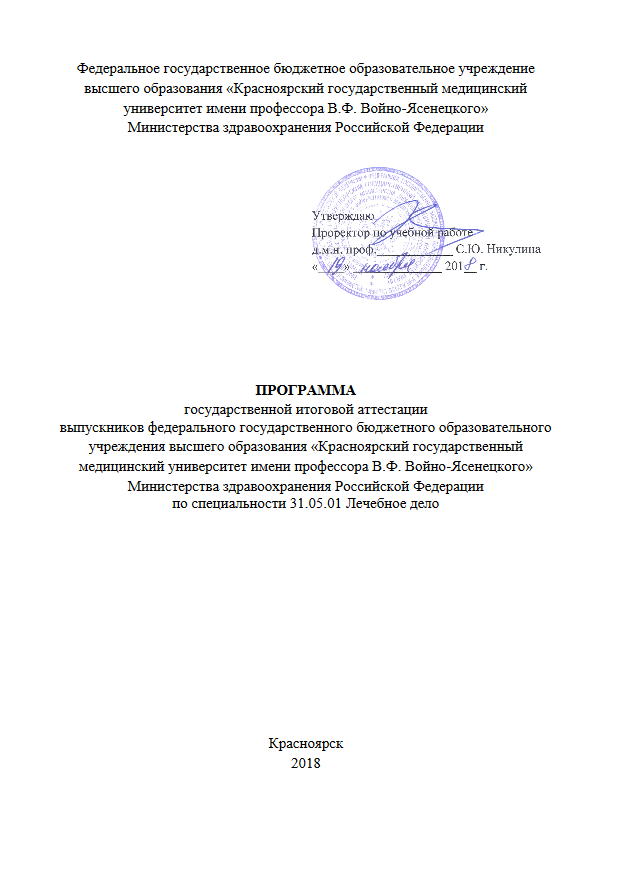 Федеральное государственное бюджетное образовательное учреждение
высшего образования «Красноярский государственный медицинский
университет имени профессора В.Ф. Войно-Ясенецкого»
Министерства здравоохранения Российской Федерации
Утверждаю
Проректор по учебной работе
д.м.н. проф.____________ С.Ю. Никулина
«19» ноября 2018 г.
ПРОГРАММА
государственной итоговой аттестации
выпускников федерального государственного бюджетного образовательного
учреждения высшего образования «Красноярский государственный
медицинский университет имени профессора В.Ф. Войно-Ясенецкого»
Министерства здравоохранения Российской Федерации
по специальности 31.05.01 Лечебное дело
Красноярск
2018